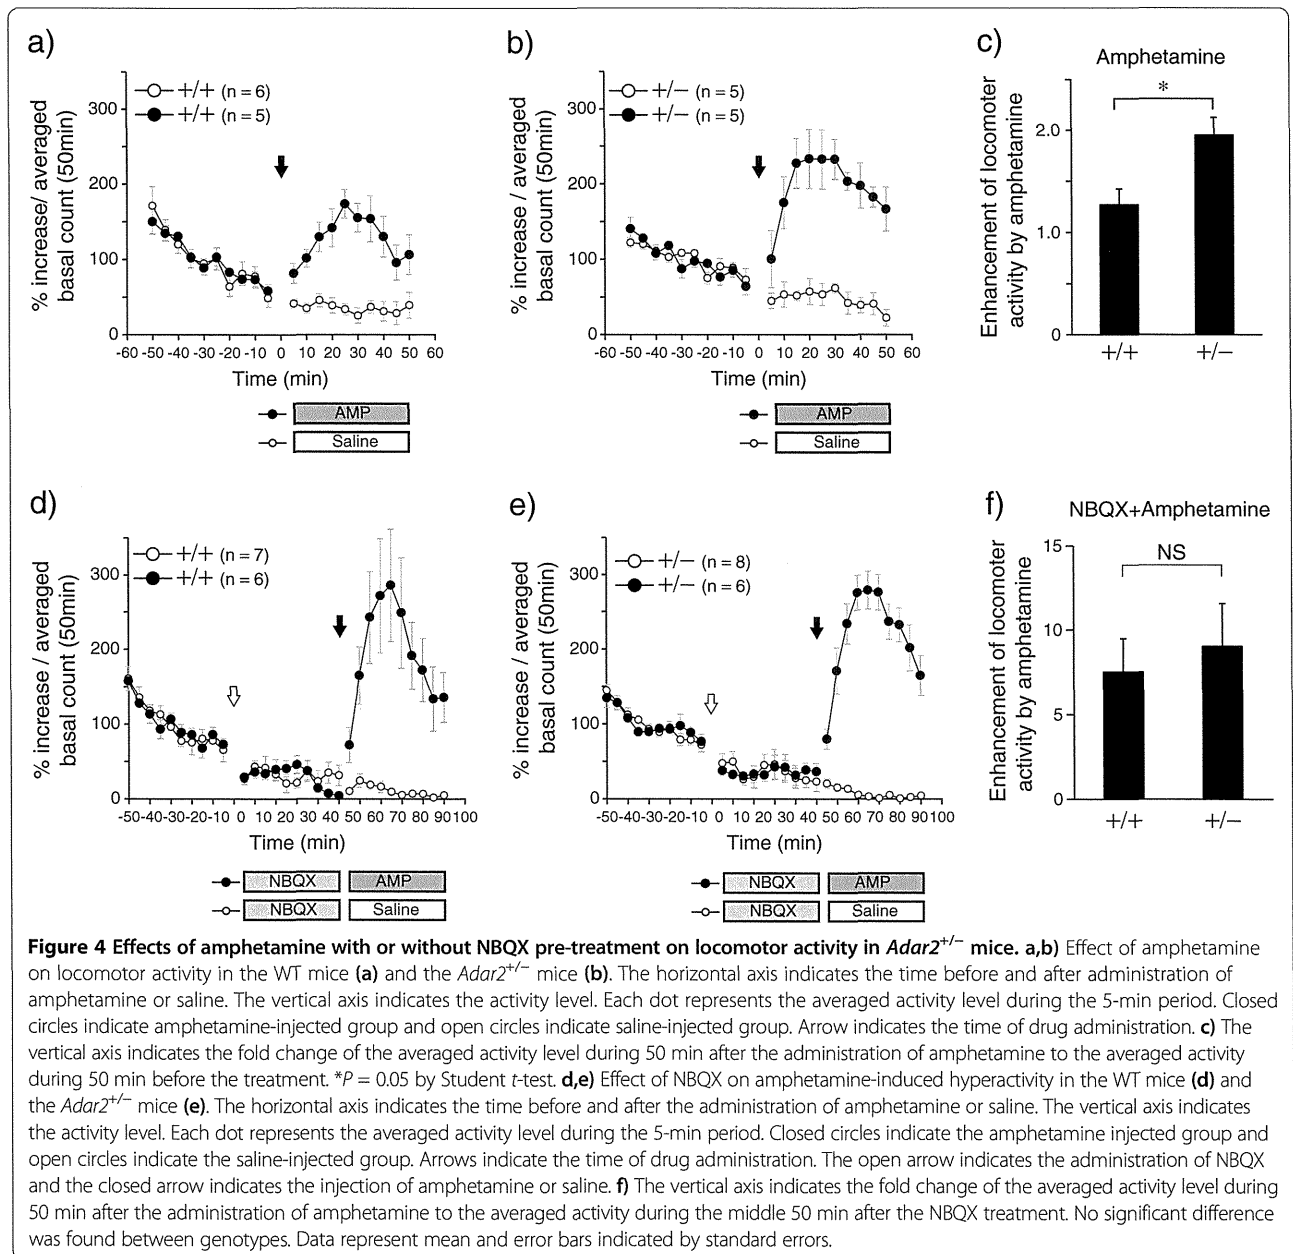 a)
+/+ (n = 6)
+/+ (n = 5)
% increase/ averaged
basal count (50min)
300
200
100
0
-60 -50 -40 -30 -20 -10 0 10 20 30 40 50 60
Time (min)
AMP
Saline
b)
+/− (n = 5)
+/− (n = 5)
% increase / averaged
basal count (50min)
300
200
100
0
-60 -50 -40 -30 -20 -10 0 10 20 30 40 50 60
Time (min)
AMP
Saline
c)
Amphetamine
*
Enhancement of locomoter
activity by amphetamine
2.0
1.0
0
+/+ +/−
d)
+/+ (n = 7)
+/+ (n = 6)
% increase / averaged
basal count (50min)
300
200
100
0
-50 -40 -30 -20 -10 0 10 20 30 40 50 60 70 80 90 100
Time (min)
NBQX AMP
NBQX Saline
e)
+/− (n = 8)
+/− (n = 6)
% increase / averaged
basal count (50min)
300
200
100
0
-50 -40 -30 -20 -10 0 10 20 30 40 50 60 70 80 90 100
Time (min)
NBQX AMP
NBQX Saline
f)
NBQX+Amphetamine
NS
Enhancement of locomoter
activity by amphetamine
15
10
5
0
+/+ +/−
Figure 4 Effects of amphetamine with or without NBQX pre-treatment on locomotor activity in Adar2+/− mice. a,b) Effect of amphetamine
on locomotor activity in the WT mice (a) and the Adar2+/− mice (b). The horizontal axis indicates the time before and after administration of
amphetamine or saline. The vertical axis indicates the activity level. Each dot represents the averaged activity level during the 5-min period. Closed
circles indicate amphetamine-injected group and open circles indicate saline-injected group. Arrow indicates the time of drug administration. c) The
vertical axis indicates the fold change of the averaged activity level during 50 min after the administration of amphetamine to the averaged activity
during 50 min before the treatment. *P = 0.05 by Student t-test. d,e) Effect of NBQX on amphetamine-induced hyperactivity in the WT mice (d) and
the Adar2+/− mice (e). The horizontal axis indicates the time before and after the administration of amphetamine or saline. The vertical axis indicates
the activity level. Each dot represents the averaged activity level during the 5-min period. Closed circles indicate the amphetamine injected group and
open circles indicate the saline-injected group. Arrows indicate the time of drug administration. The open arrow indicates the administration of NBQX
and the closed arrow indicates the injection of amphetamine or saline. f) The vertical axis indicates the fold change of the averaged activity level during
50 min after the administration of amphetamine to the averaged activity during the middle 50 min after the NBQX treatment. No significant difference
was found between genotypes. Data represent mean and error bars indicated by standard errors.